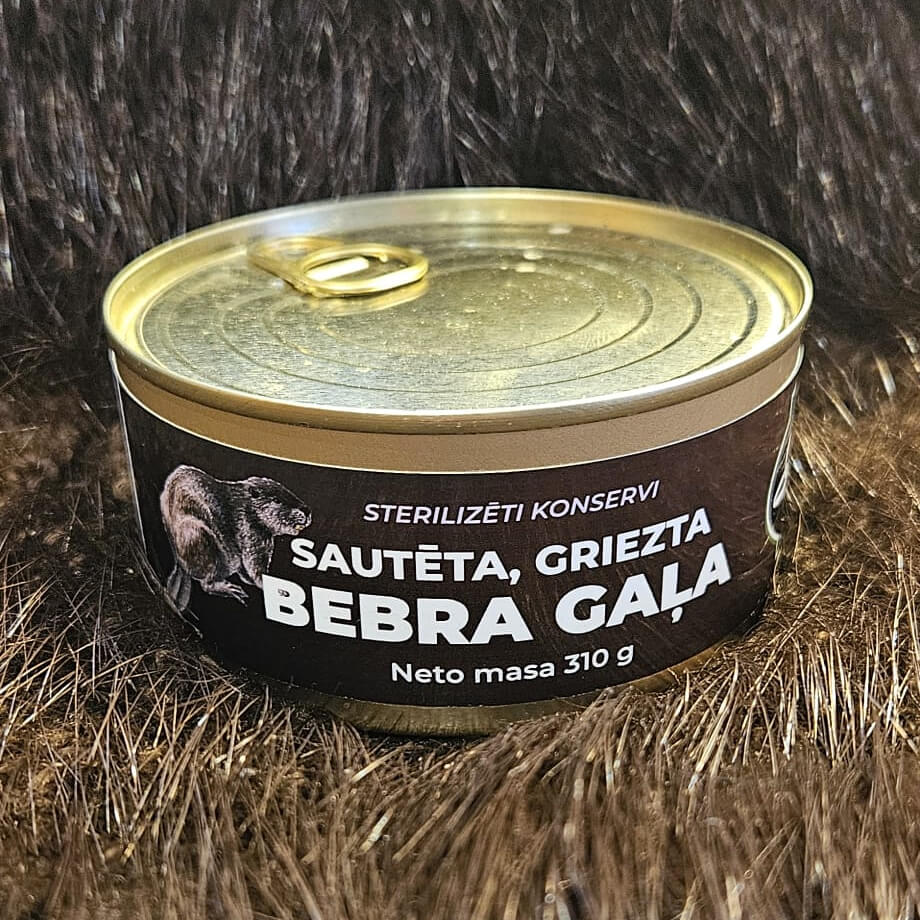 STERILIZĒTI KONSERVI
SAUTĒTA, GRIEZTA
BEBRA GAĻA
Neto masa 310 g